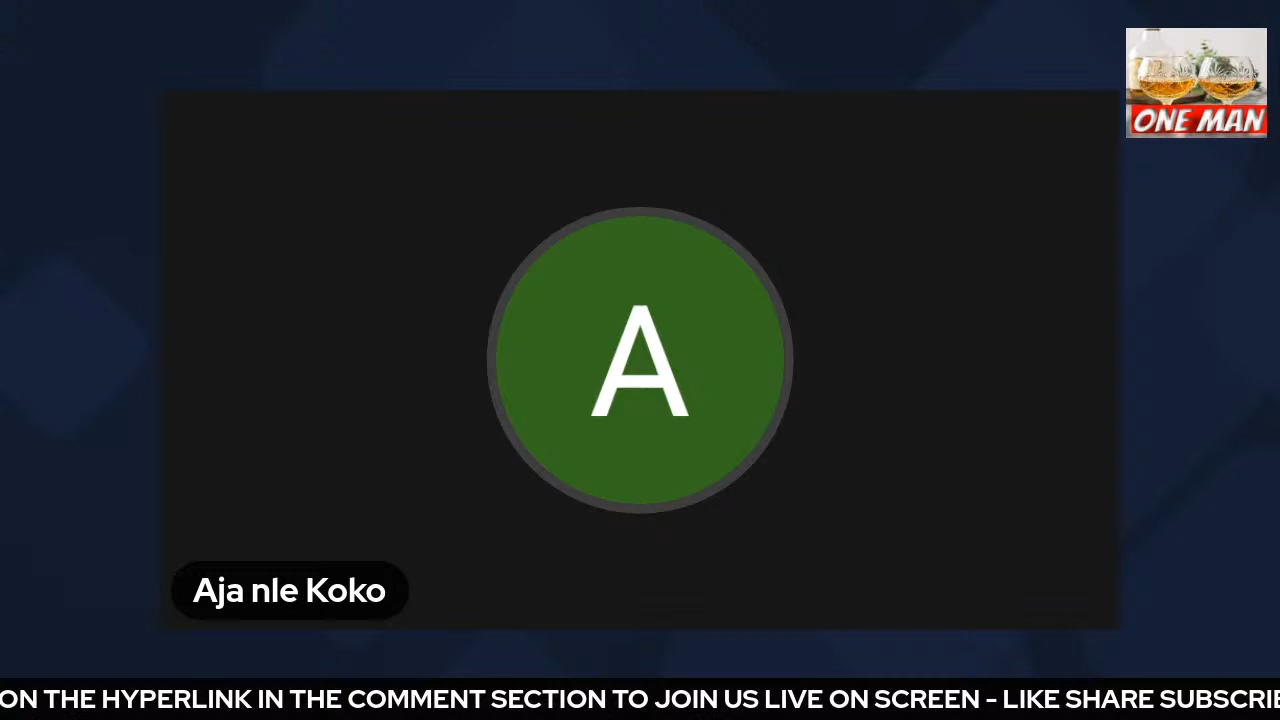 ONE MAN
A
Aja nle Koko
ON THE HYPERLINK IN THE COMMENT SECTION TO JOIN US LIVE ON SCREEN - LIKE SHARE SUBSCRIBE